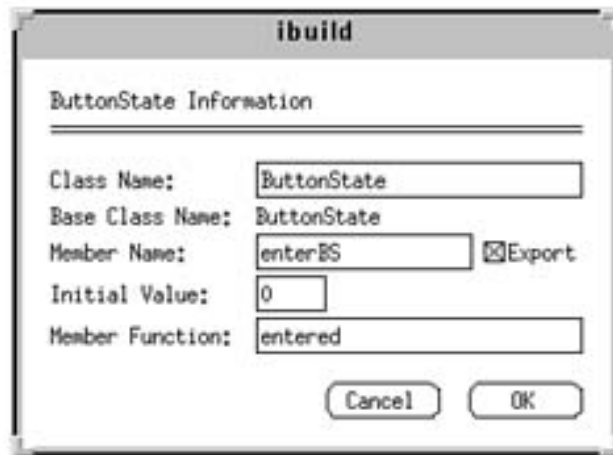 ibuild
ButtonState Information
Class Name: ButtonState
Base Class Name: ButtonState
Member Name: enterBS Export
Initial Value: 0
Member Function: entered
Cancel OK